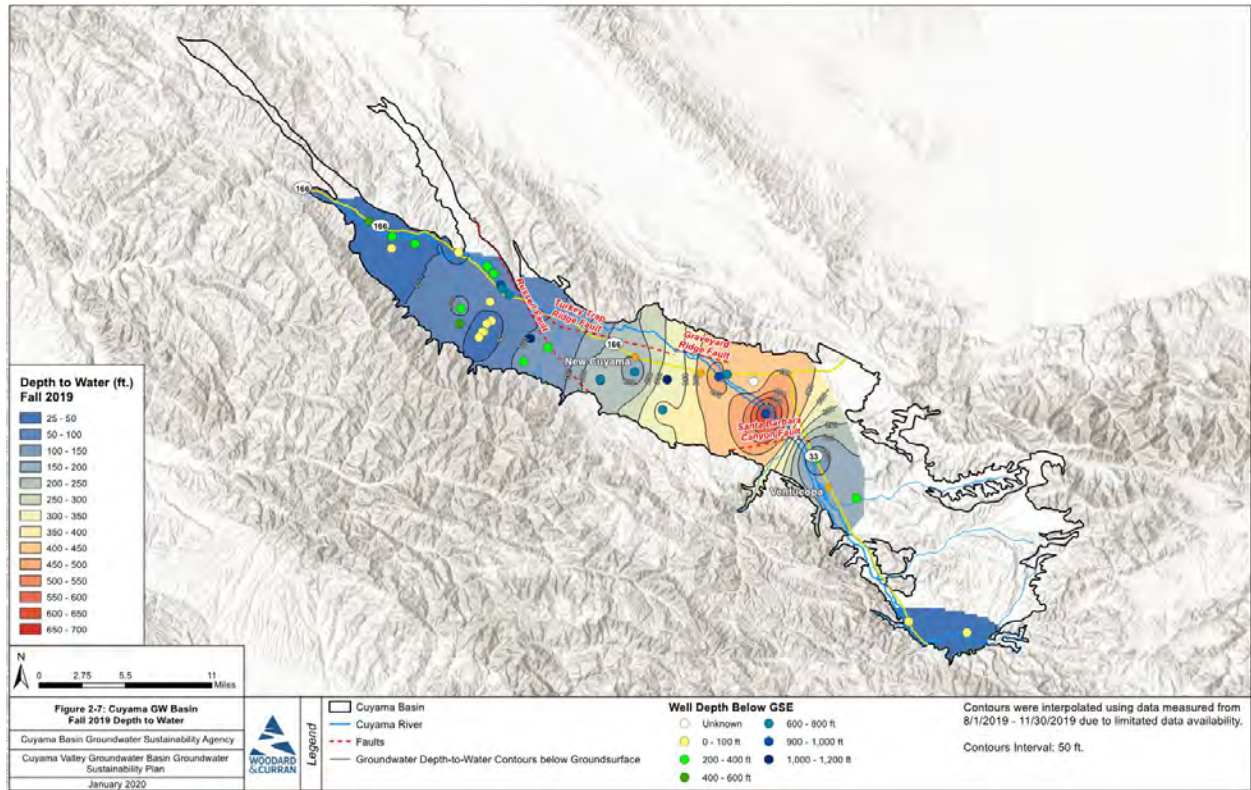 166
166
Russell Fault
Turkey Trap
Ridge Fault
166
New Cuyama
Graveyard
Ridge Fault
Santa Barbara
Canyon Fault
33
Ventucopa
Depth to Water (ft.)
Fall 2019
25 - 50
50 - 100
100 - 150
150 - 200
200 - 250
250 - 300
300 - 350
350 - 400
400 - 450
450 - 500
500 - 550
550 - 600
600 - 650
650 - 700
N
0 2.75 5.5 11
Miles
Figure 2-7: Cuyama GW Basin
Fall 2019 Depth to Water
Cuyama Basin Groundwater Sustainability Agency
Cuyama Valley Groundwater Basin Groundwater
Sustainability Plan
January 2020
WOODARD
&CURRAN
Legend
Cuyama Basin
Cuyama River
Faults
Groundwater Depth-to-Water Contours below Groundsurface
Well Depth Below GSE
Unknown
0 - 100 ft
200 - 400 ft
400 - 600 ft
600 - 800 ft
900 - 1,000 ft
1,000 - 1,200 ft
Contours were interpolated using data measured from
8/1/2019 - 11/30/2019 due to limitated data availability.
Contours Interval: 50 ft.